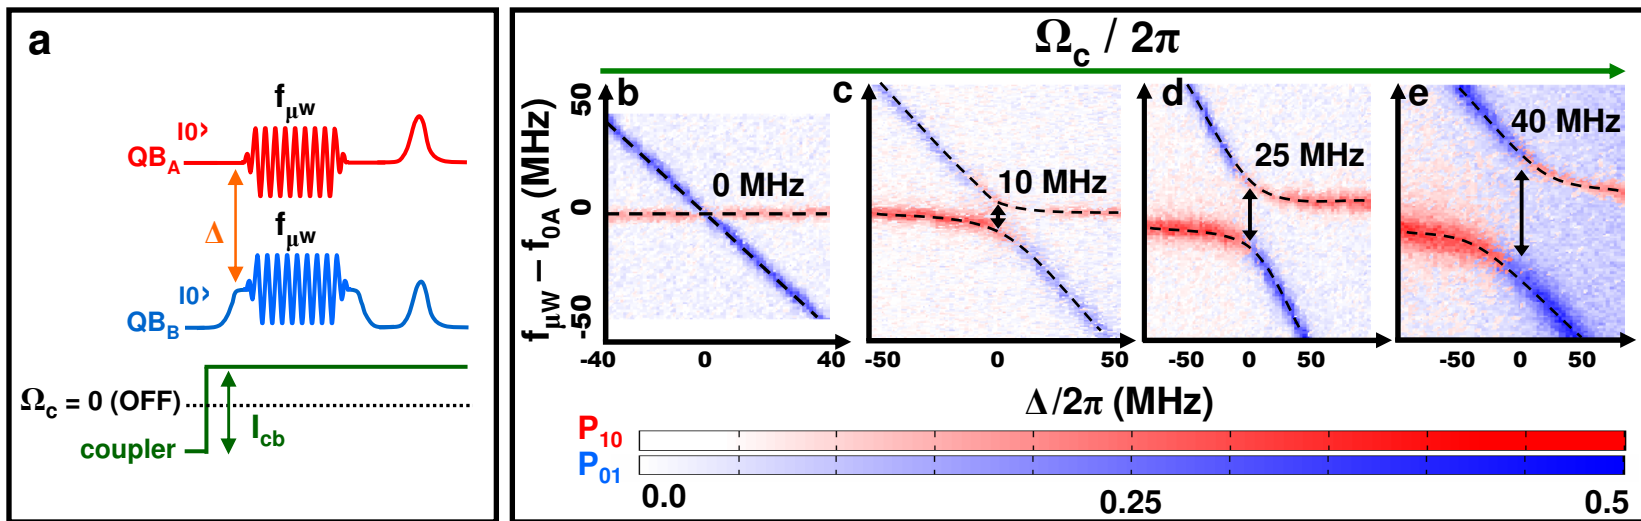 a
f_μw
|0>
QB_A
Δ
f_μw
|0>
QB_B
Ω_c = 0 (OFF)
I_cb
coupler
Ω_c / 2π
b
c
d
e
0 MHz
10 MHz
25 MHz
40 MHz
f_μw – f_0A (MHz)
50
0
-50
-40 0 40
-50 0 50
-50 0 50
-50 0 50
Δ/2π (MHz)
P_10
P_01
0.0 0.25 0.5